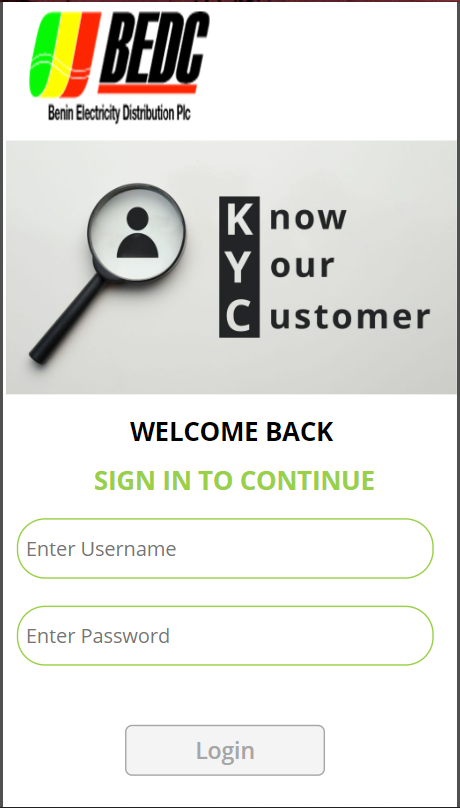 BEDC
Benin Electricity Distribution Plc
Know
Your
Customer
WELCOME BACK
SIGN IN TO CONTINUE
Enter Username
Enter Password
Login